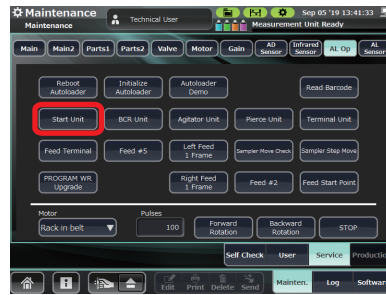 Maintenance
Maintenance
Technical User
Sep 05 '19 13:41:33
Measurement Unit Ready
Main Main2 Parts1 Parts2 Valve Motor Gain AD Sensor Infrared Sensor AL Op AL Sensor
Reboot Autoloader
Initialize Autoloader
Autoloader Demo
Read Barcode
Start Unit
BCR Unit
Agitator Unit
Pierce Unit
Terminal Unit
Feed Terminal
Feed #5
Left Feed 1 Frame
Sampler Move Check
Sampler Step Move
PROGRAM WR Upgrade
Right Feed 1 Frame
Feed #2
Feed Start Point
Motor
Pulses
Rack in belt
100
Forward Rotation
Backward Rotation
STOP
Self Check User Service Productio
Edit Print Delete Send Mainten. Log Softwar